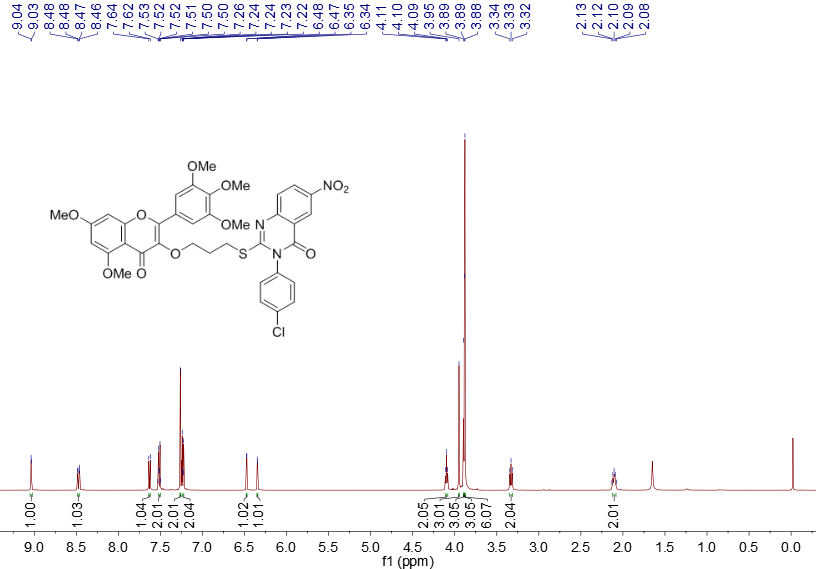 9.04 9.03 8.48 8.48 8.47 8.46 7.64 7.62 7.53 7.52 7.52 7.51 7.50 7.50 7.26 7.24 7.24 7.23 7.22 6.48 6.47 6.35 6.34 4.11 4.10 4.09 3.95 3.89 3.89 3.88 3.34 3.33 3.32 2.13 2.12 2.10 2.09 2.08
OMe
OMe
NO2
MeO
O
OMe
N
OMe
O
O
S
N
O
Cl
1.00 1.03 1.04 2.01 2.01 2.04 1.02 1.01 2.05 3.01 3.05 3.05 6.07 2.04 2.01
9.0 8.5 8.0 7.5 7.0 6.5 6.0 5.5 5.0 4.5 4.0 3.5 3.0 2.5 2.0 1.5 1.0 0.5 0.0
f1 (ppm)